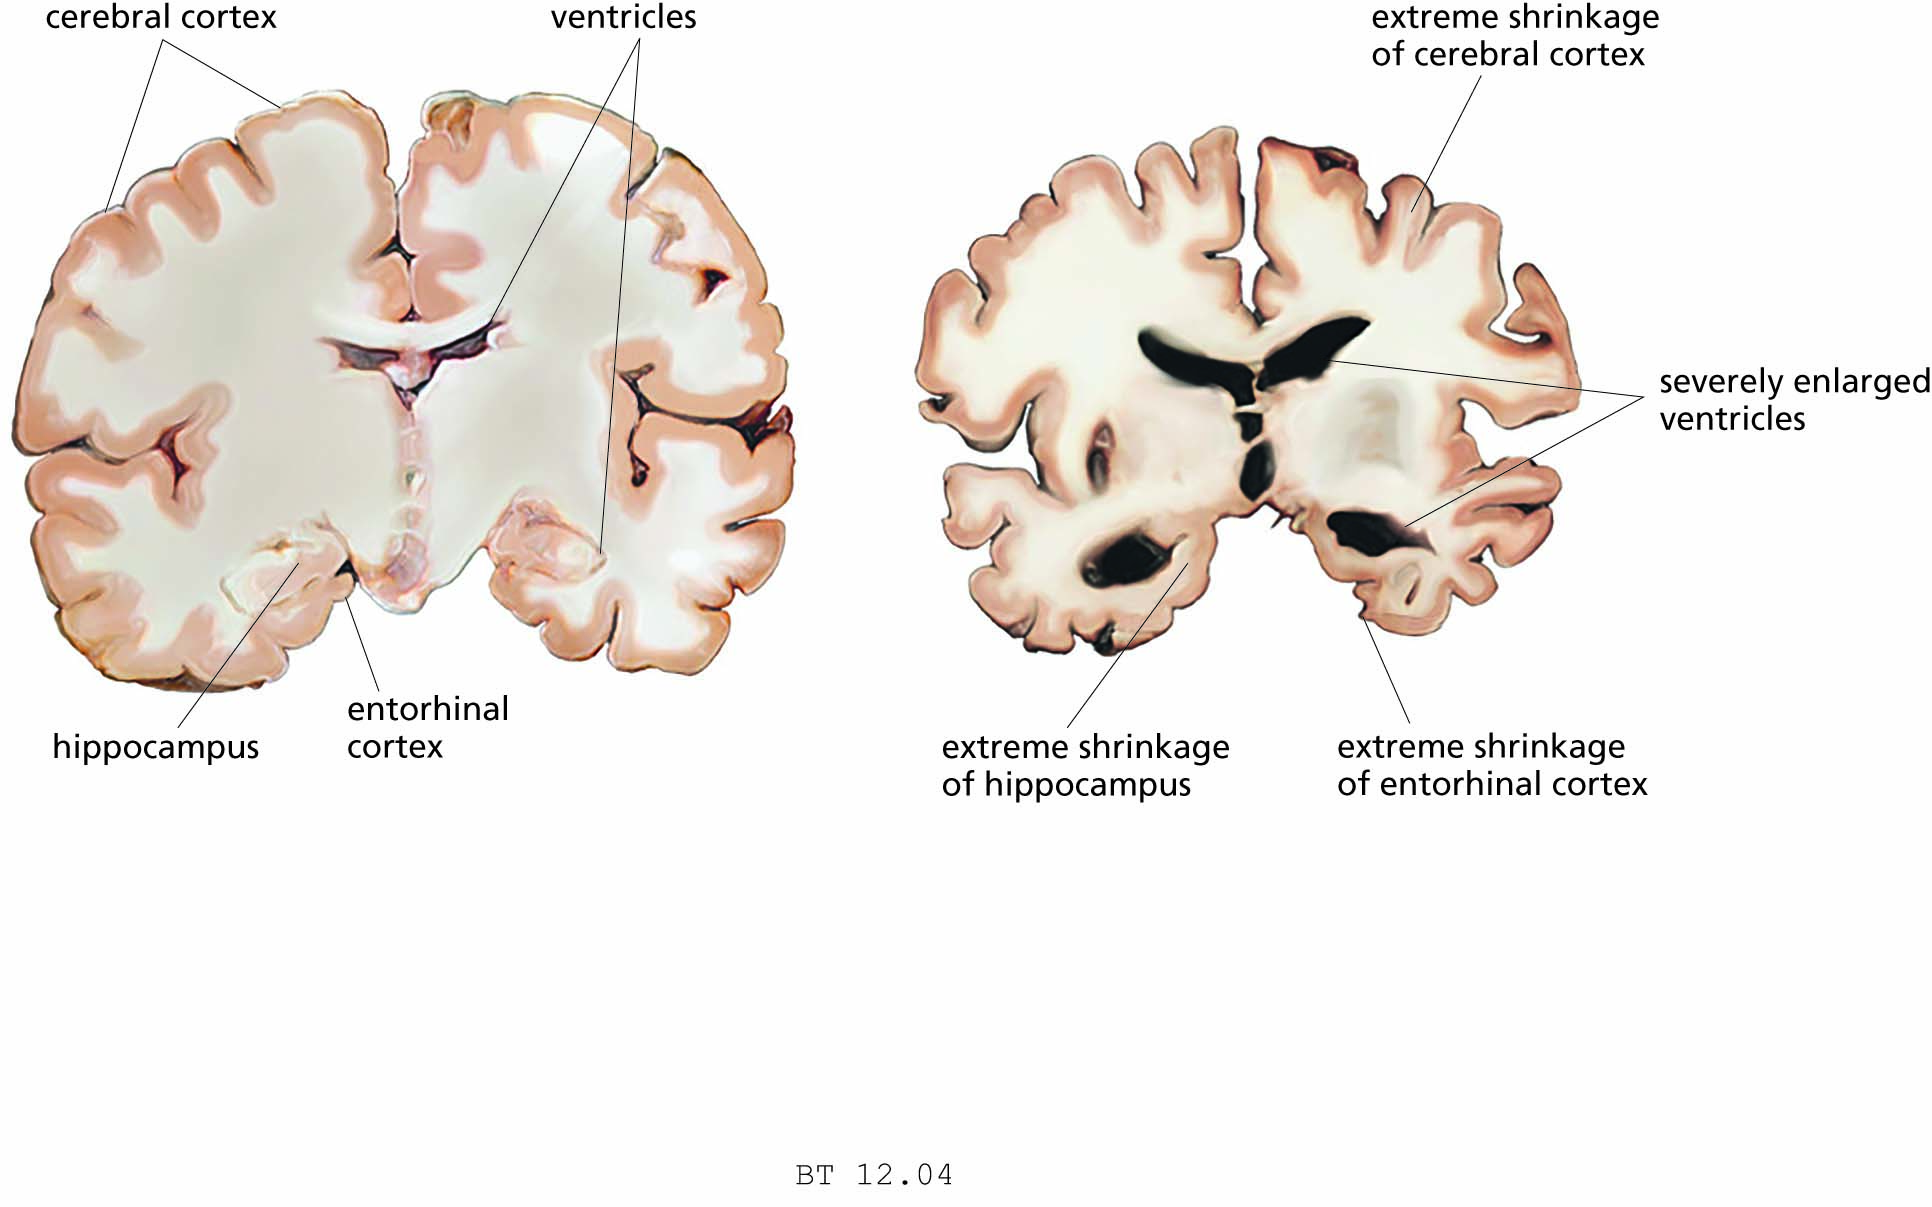 cerebral cortex
ventricles
extreme shrinkage
of cerebral cortex
severely enlarged
ventricles
entorhinal
cortex
hippocampus
extreme shrinkage
of hippocampus
extreme shrinkage
of entorhinal cortex
BT 12.04